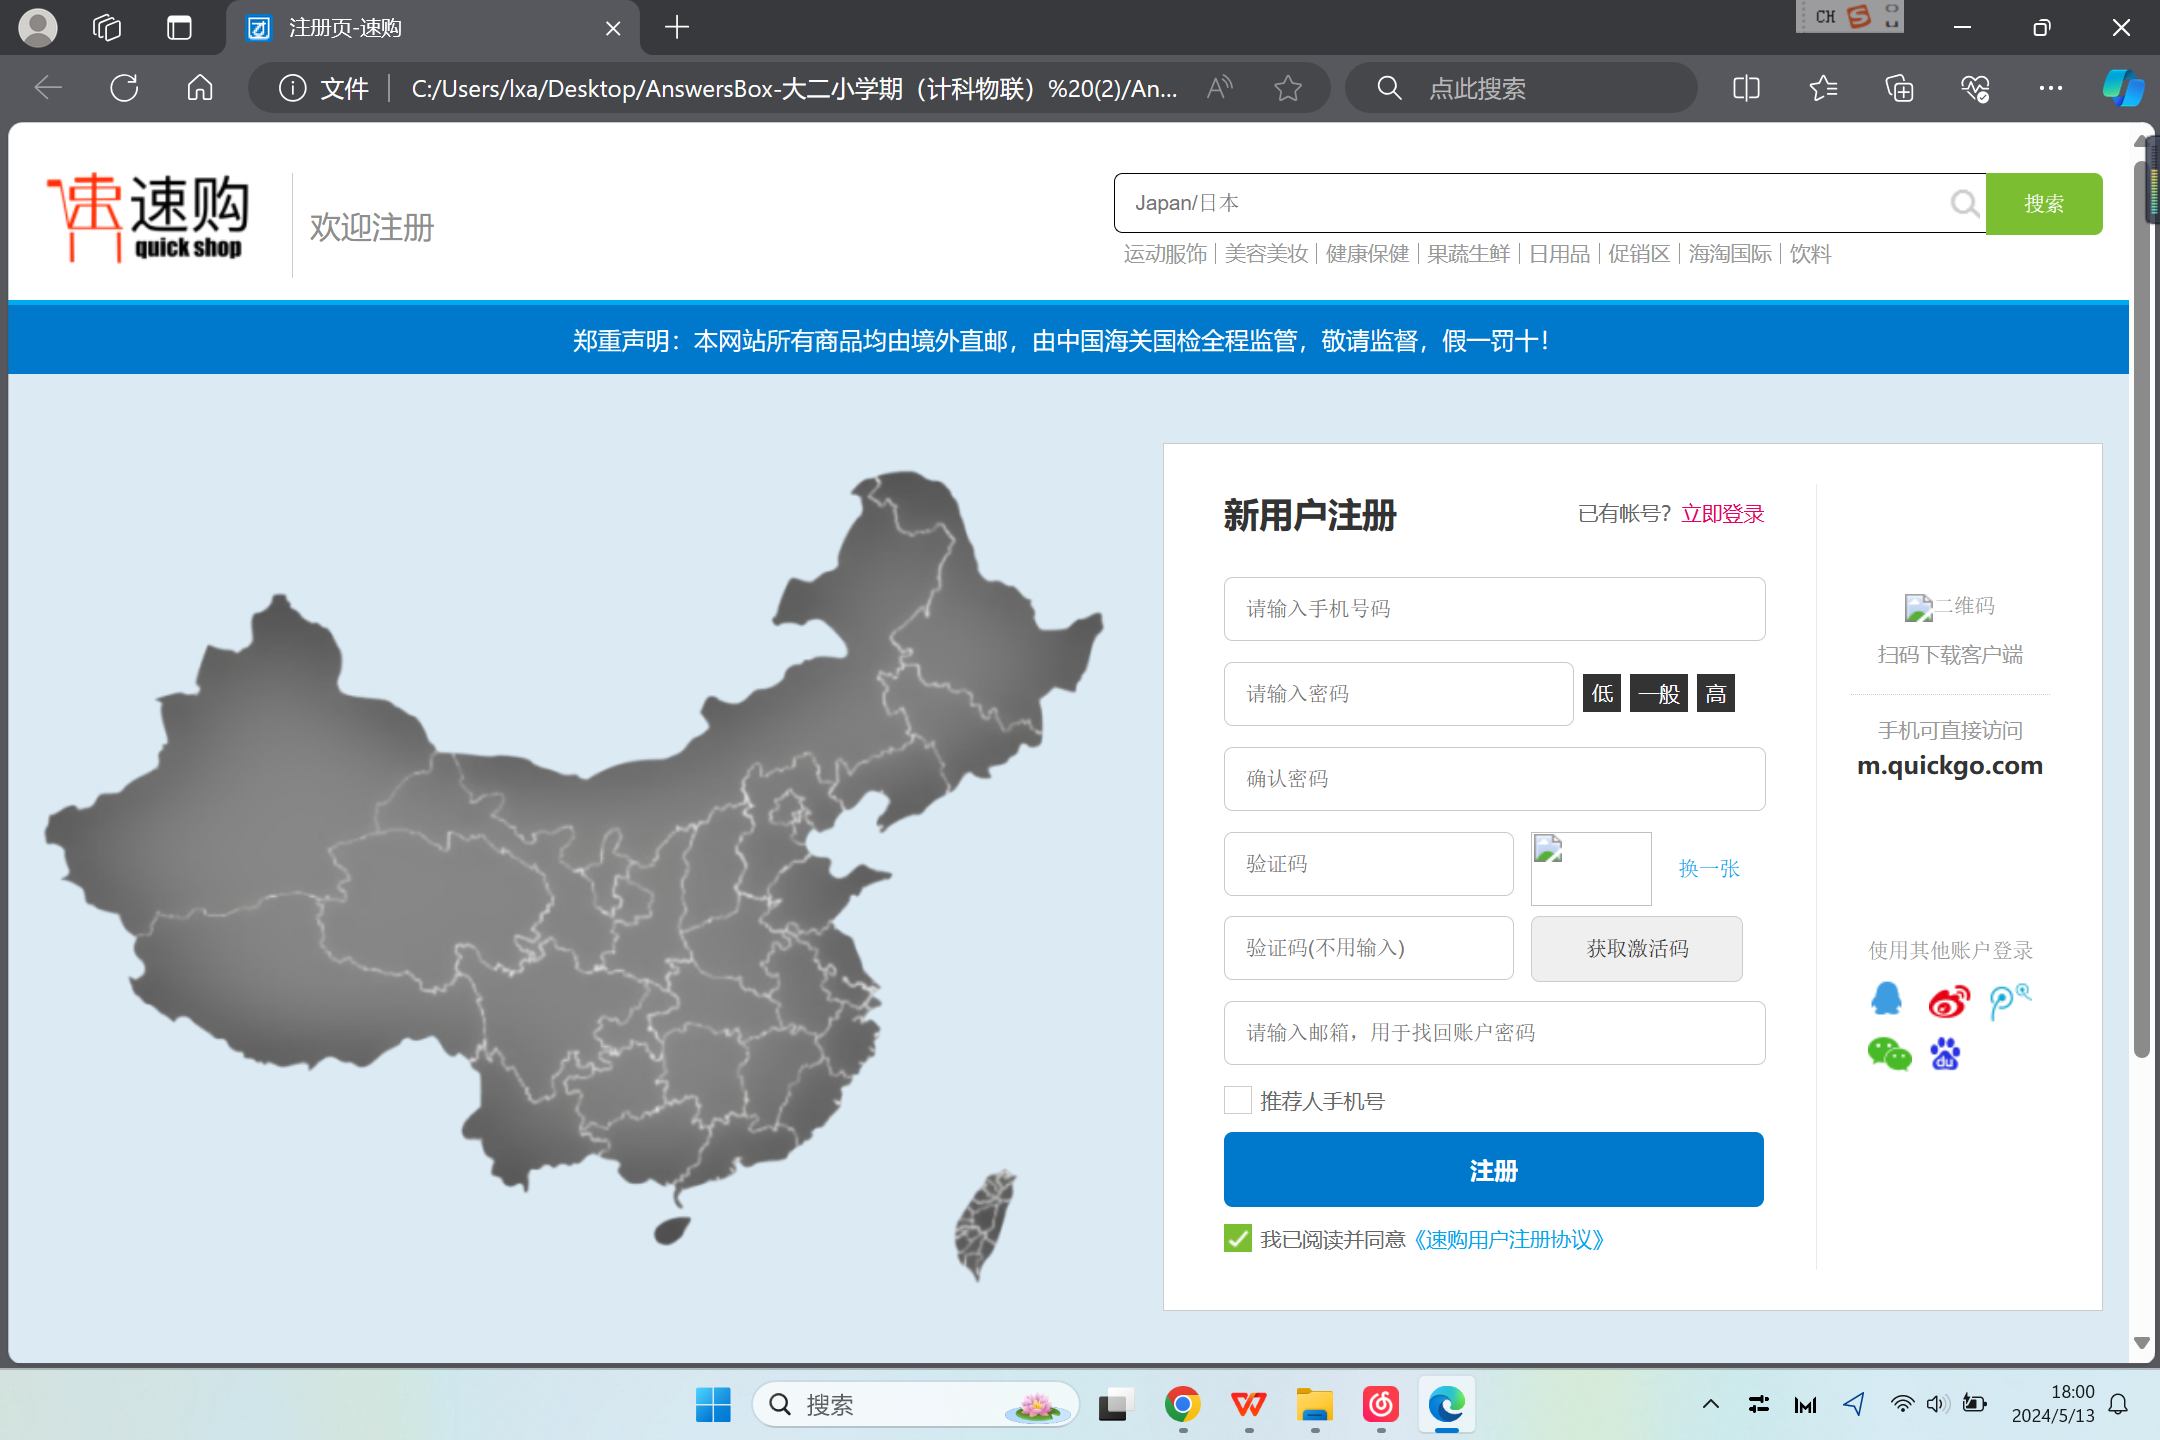 注册页-速购
CH
文件
C:/Users/lxa/Desktop/AnswersBox-大二小学期（计科物联）%20(2)/An...
点此搜索
速购
quick shop
欢迎注册
Japan/日本
搜索
运动服饰 | 美容美妆 | 健康保健 | 果蔬生鲜 | 日用品 | 促销区 | 海淘国际 | 饮料
郑重声明：本网站所有商品均由境外直邮，由中国海关国检全程监管，敬请监督，假一罚十！
新用户注册
已有帐号？立即登录
请输入手机号码
请输入密码
低
一般
高
确认密码
验证码
换一张
验证码(不用输入)
获取激活码
请输入邮箱，用于找回账户密码
推荐人手机号
注册
我已阅读并同意《速购用户注册协议》
二维码
扫码下载客户端
手机可直接访问
m.quickgo.com
使用其他账户登录
du
搜索
18:00
2024/5/13